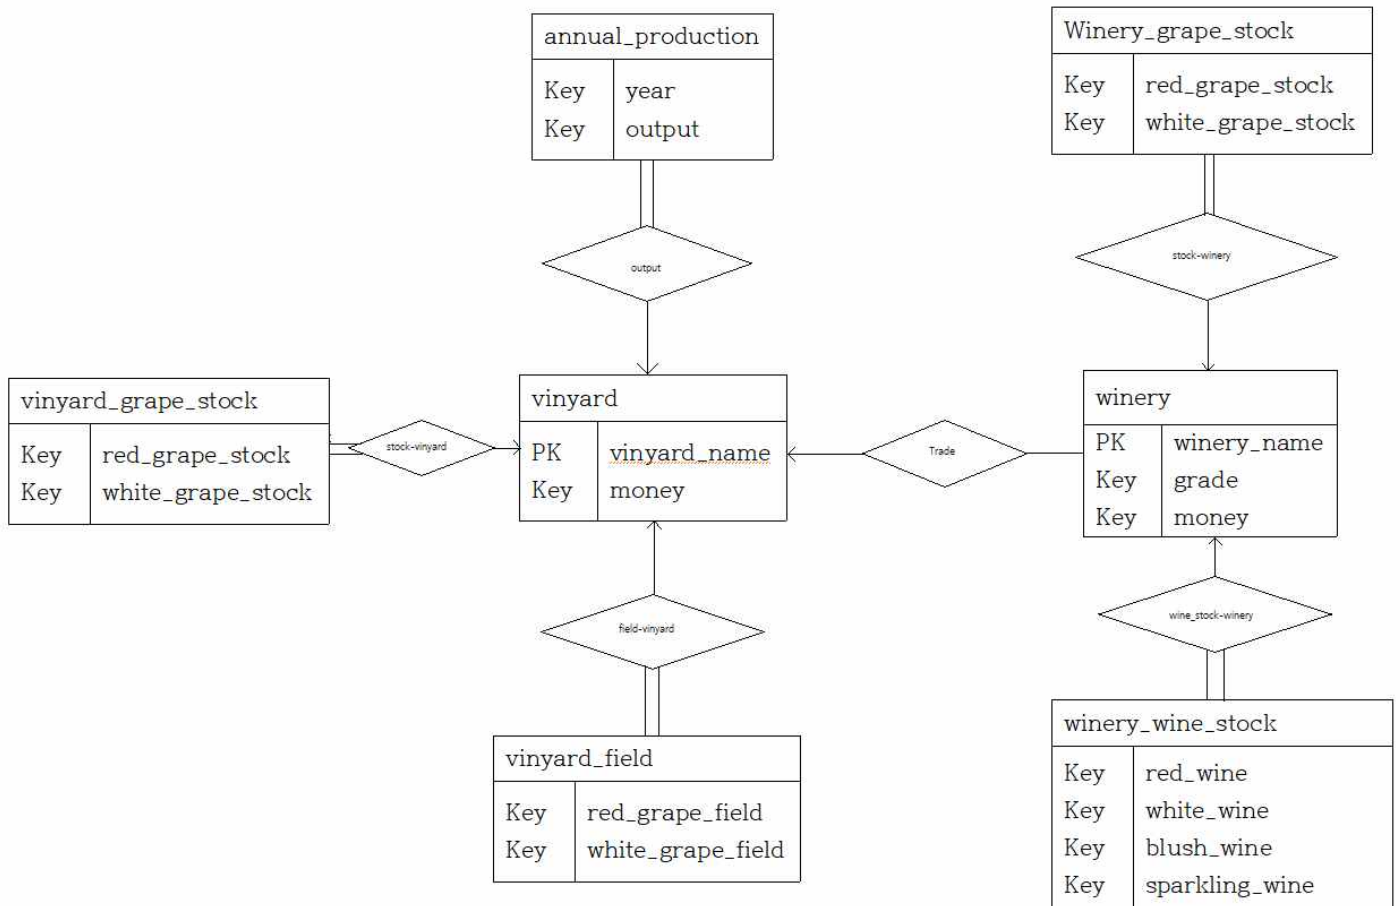 annual_production
Key year
Key output
output
Winery_grape_stock
Key red_grape_stock
Key white_grape_stock
stock-winery
vinyard_grape_stock
Key red_grape_stock
Key white_grape_stock
stock-vinyard
vinyard
PK vinyard_name
Key money
Trade
winery
PK winery_name
Key grade
Key money
field-vinyard
vinyard_field
Key red_grape_field
Key white_grape_field
wine_stock-winery
winery_wine_stock
Key red_wine
Key white_wine
Key blush_wine
Key sparkling_wine